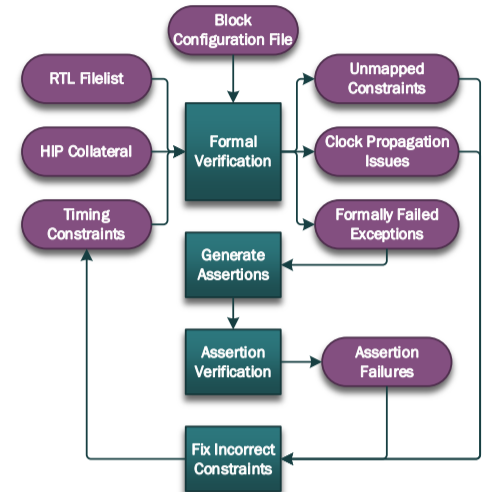 Block
Configuration File
RTL Filelist
Unmapped
Constraints
HIP Collateral
Formal
Verification
Clock Propagation
Issues
Timing
Constraints
Formally Failed
Exceptions
Generate
Assertions
Assertion
Verification
Assertion
Failures
Fix Incorrect
Constraints